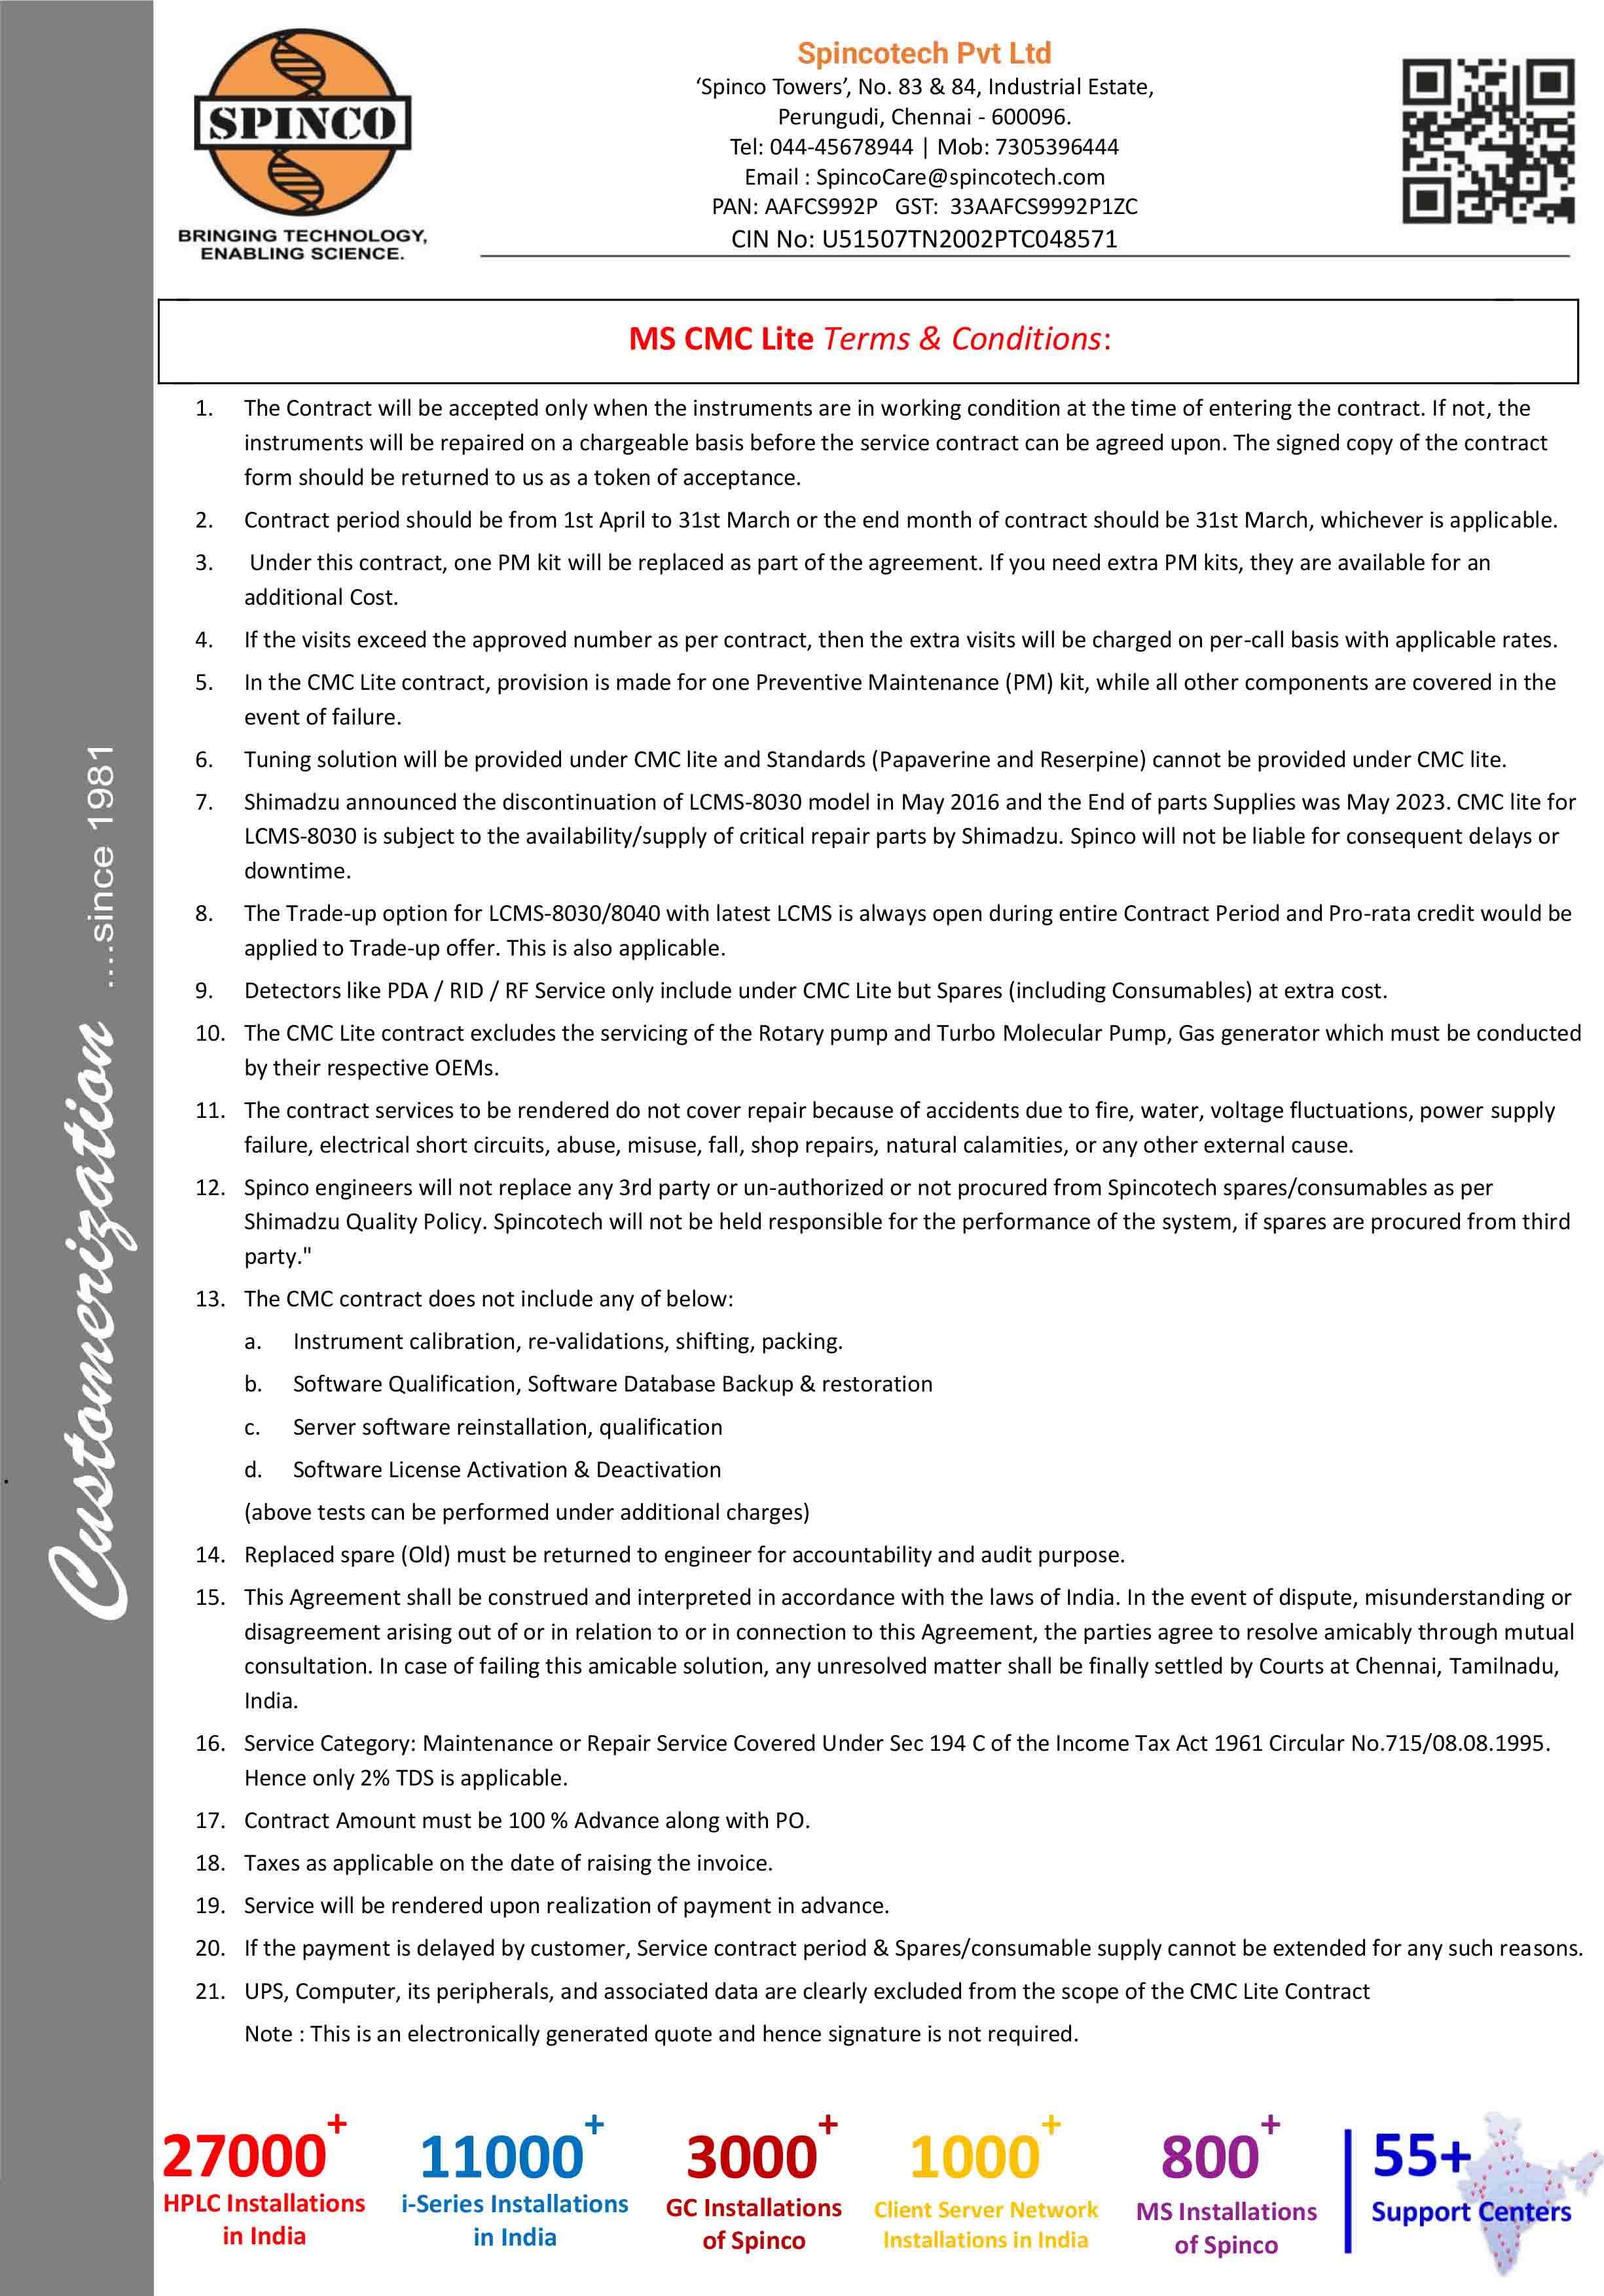 SPINCO
BRINGING TECHNOLOGY,
ENABLING SCIENCE.
Spincotech Pvt Ltd
‘Spinco Towers’, No. 83 & 84, Industrial Estate,
Perungudi, Chennai - 600096.
Tel: 044-45678944 | Mob: 7305396444
Email : SpincoCare@spincotech.com
PAN: AAFCS992P GST: 33AAFCS9992P1ZC
CIN No: U51507TN2002PTC048571
MS CMC Lite Terms & Conditions:
1. The Contract will be accepted only when the instruments are in working condition at the time of entering the contract. If not, the
instruments will be repaired on a chargeable basis before the service contract can be agreed upon. The signed copy of the contract
form should be returned to us as a token of acceptance.
2. Contract period should be from 1st April to 31st March or the end month of contract should be 31st March, whichever is applicable.
3. Under this contract, one PM kit will be replaced as part of the agreement. If you need extra PM kits, they are available for an
additional Cost.
4. If the visits exceed the approved number as per contract, then the extra visits will be charged on per-call basis with applicable rates.
5. In the CMC Lite contract, provision is made for one Preventive Maintenance (PM) kit, while all other components are covered in the
event of failure.
6. Tuning solution will be provided under CMC lite and Standards (Papaverine and Reserpine) cannot be provided under CMC lite.
7. Shimadzu announced the discontinuation of LCMS-8030 model in May 2016 and the End of parts Supplies was May 2023. CMC lite for
LCMS-8030 is subject to the availability/supply of critical repair parts by Shimadzu. Spinco will not be liable for consequent delays or
downtime.
8. The Trade-up option for LCMS-8030/8040 with latest LCMS is always open during entire Contract Period and Pro-rata credit would be
applied to Trade-up offer. This is also applicable.
9. Detectors like PDA / RID / RF Service only include under CMC Lite but Spares (including Consumables) at extra cost.
10. The CMC Lite contract excludes the servicing of the Rotary pump and Turbo Molecular Pump, Gas generator which must be conducted
by their respective OEMs.
11. The contract services to be rendered do not cover repair because of accidents due to fire, water, voltage fluctuations, power supply
failure, electrical short circuits, abuse, misuse, fall, shop repairs, natural calamities, or any other external cause.
12. Spinco engineers will not replace any 3rd party or un-authorized or not procured from Spincotech spares/consumables as per
Shimadzu Quality Policy. Spincotech will not be held responsible for the performance of the system, if spares are procured from third
party."
13. The CMC contract does not include any of below:
a. Instrument calibration, re-validations, shifting, packing.
b. Software Qualification, Software Database Backup & restoration
c. Server software reinstallation, qualification
d. Software License Activation & Deactivation
(above tests can be performed under additional charges)
14. Replaced spare (Old) must be returned to engineer for accountability and audit purpose.
15. This Agreement shall be construed and interpreted in accordance with the laws of India. In the event of dispute, misunderstanding or
disagreement arising out of or in relation to or in connection to this Agreement, the parties agree to resolve amicably through mutual
consultation. In case of failing this amicable solution, any unresolved matter shall be finally settled by Courts at Chennai, Tamilnadu,
India.
16. Service Category: Maintenance or Repair Service Covered Under Sec 194 C of the Income Tax Act 1961 Circular No.715/08.08.1995.
Hence only 2% TDS is applicable.
17. Contract Amount must be 100 % Advance along with PO.
18. Taxes as applicable on the date of raising the invoice.
19. Service will be rendered upon realization of payment in advance.
20. If the payment is delayed by customer, Service contract period & Spares/consumable supply cannot be extended for any such reasons.
21. UPS, Computer, its peripherals, and associated data are clearly excluded from the scope of the CMC Lite Contract
Note : This is an electronically generated quote and hence signature is not required.
Customerization ....since 1981
27000+
HPLC Installations
in India
11000+
i-Series Installations
in India
3000+
GC Installations
of Spinco
1000+
Client Server Network
Installations in India
800+
MS Installations
of Spinco
55+
Support Centers